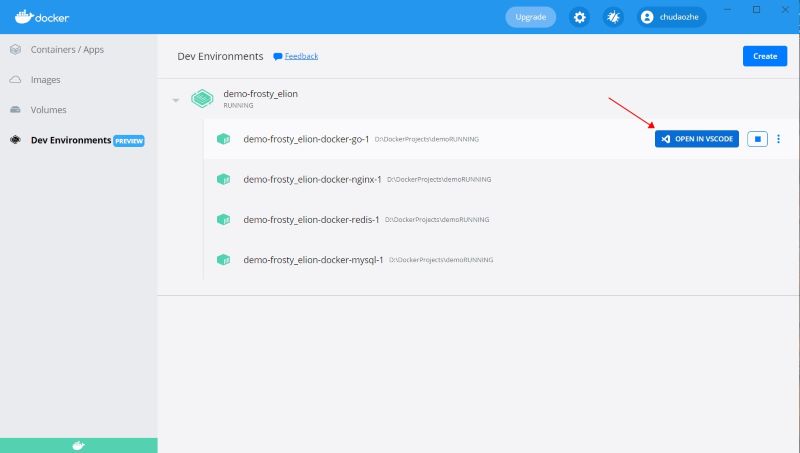 docker
Upgrade
chudaozhe
Containers / Apps
Images
Volumes
Dev Environments PREVIEW
Dev Environments Feedback
Create
demo-frosty_elion
RUNNING
demo-frosty_elion-docker-go-1 D:\DockerProjects\demoRUNNING
OPEN IN VSCODE
demo-frosty_elion-docker-nginx-1 D:\DockerProjects\demoRUNNING
demo-frosty_elion-docker-redis-1 D:\DockerProjects\demoRUNNING
demo-frosty_elion-docker-mysql-1 D:\DockerProjects\demoRUNNING